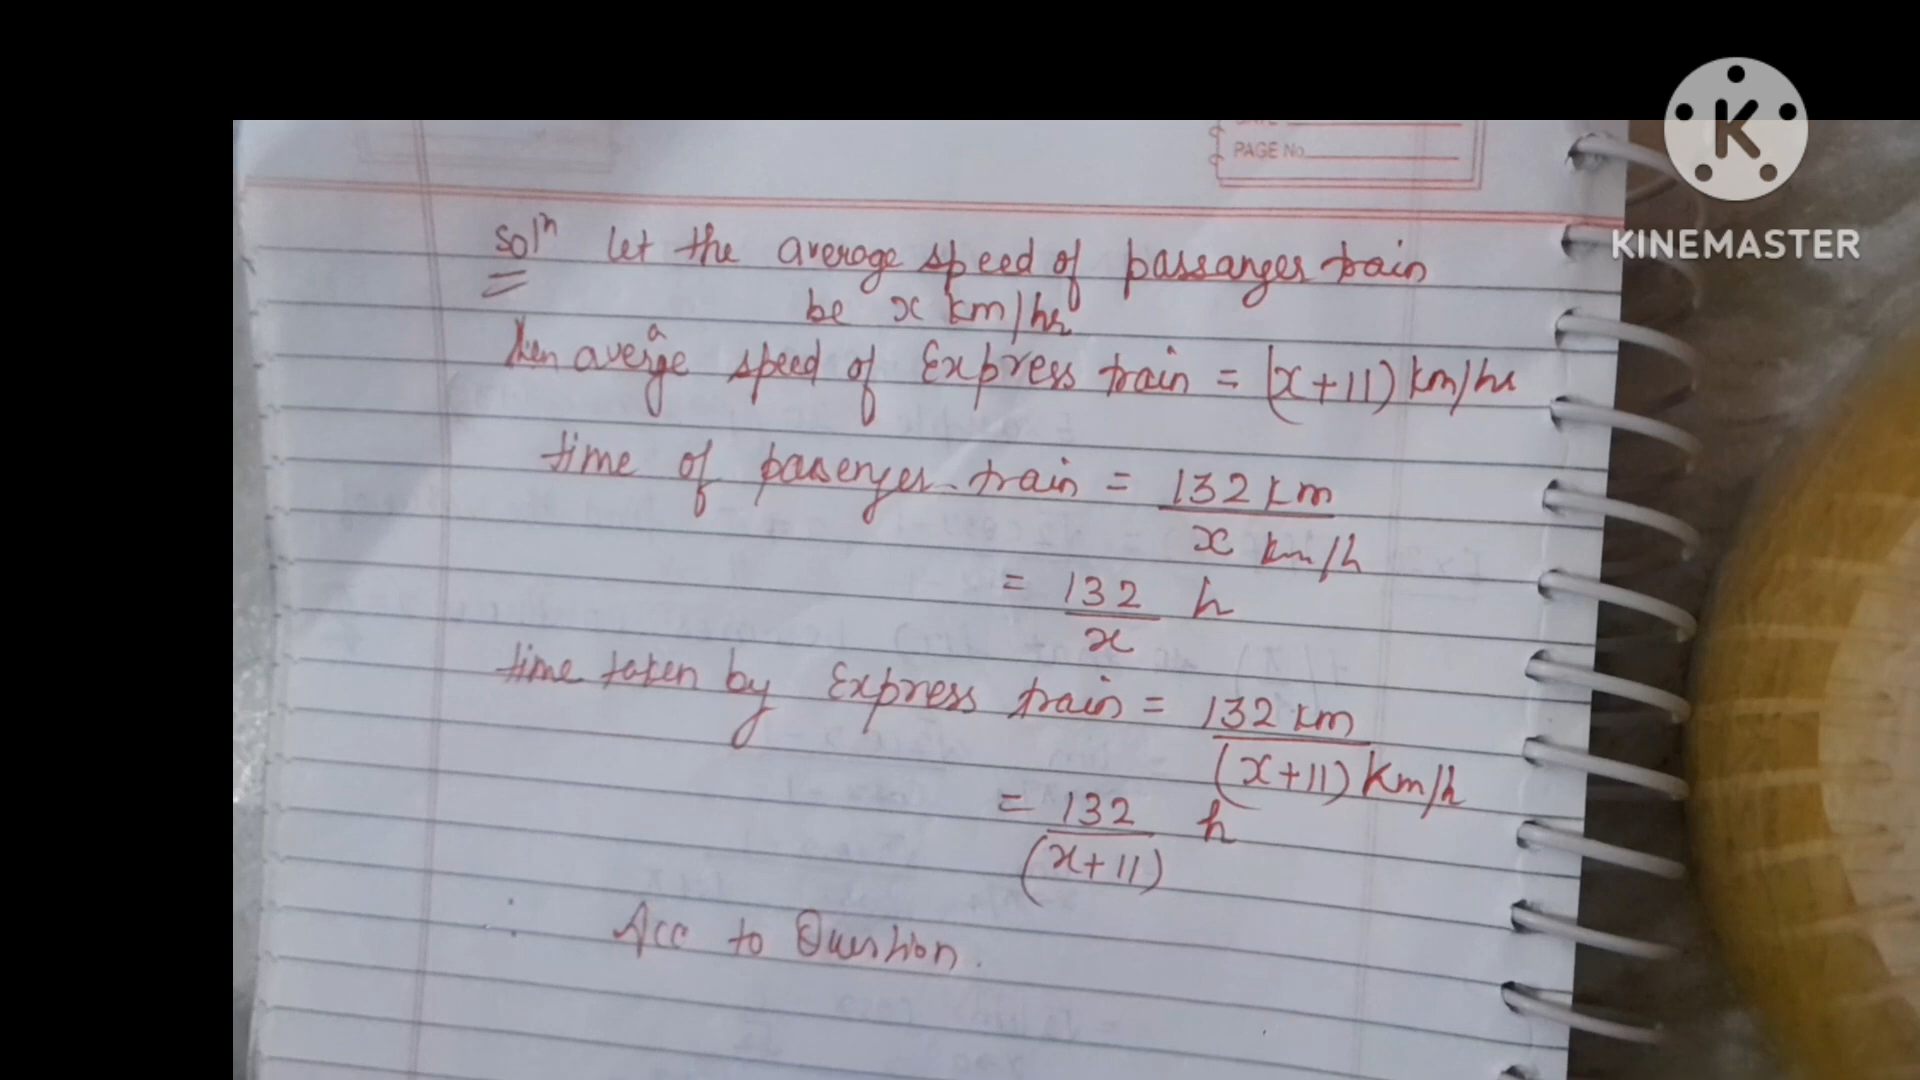 PAGE No.
K
KINEMASTER
Solⁿ let the average speed of passanger train
be x km/hr
then average speed of Express train = (x+11) km/hr
time of passenger train = 132 km
x km/h
= 132 h
x
time taken by Express train = 132 km
(x+11) km/h
= 132 h
(x+11)
Acc to Question.